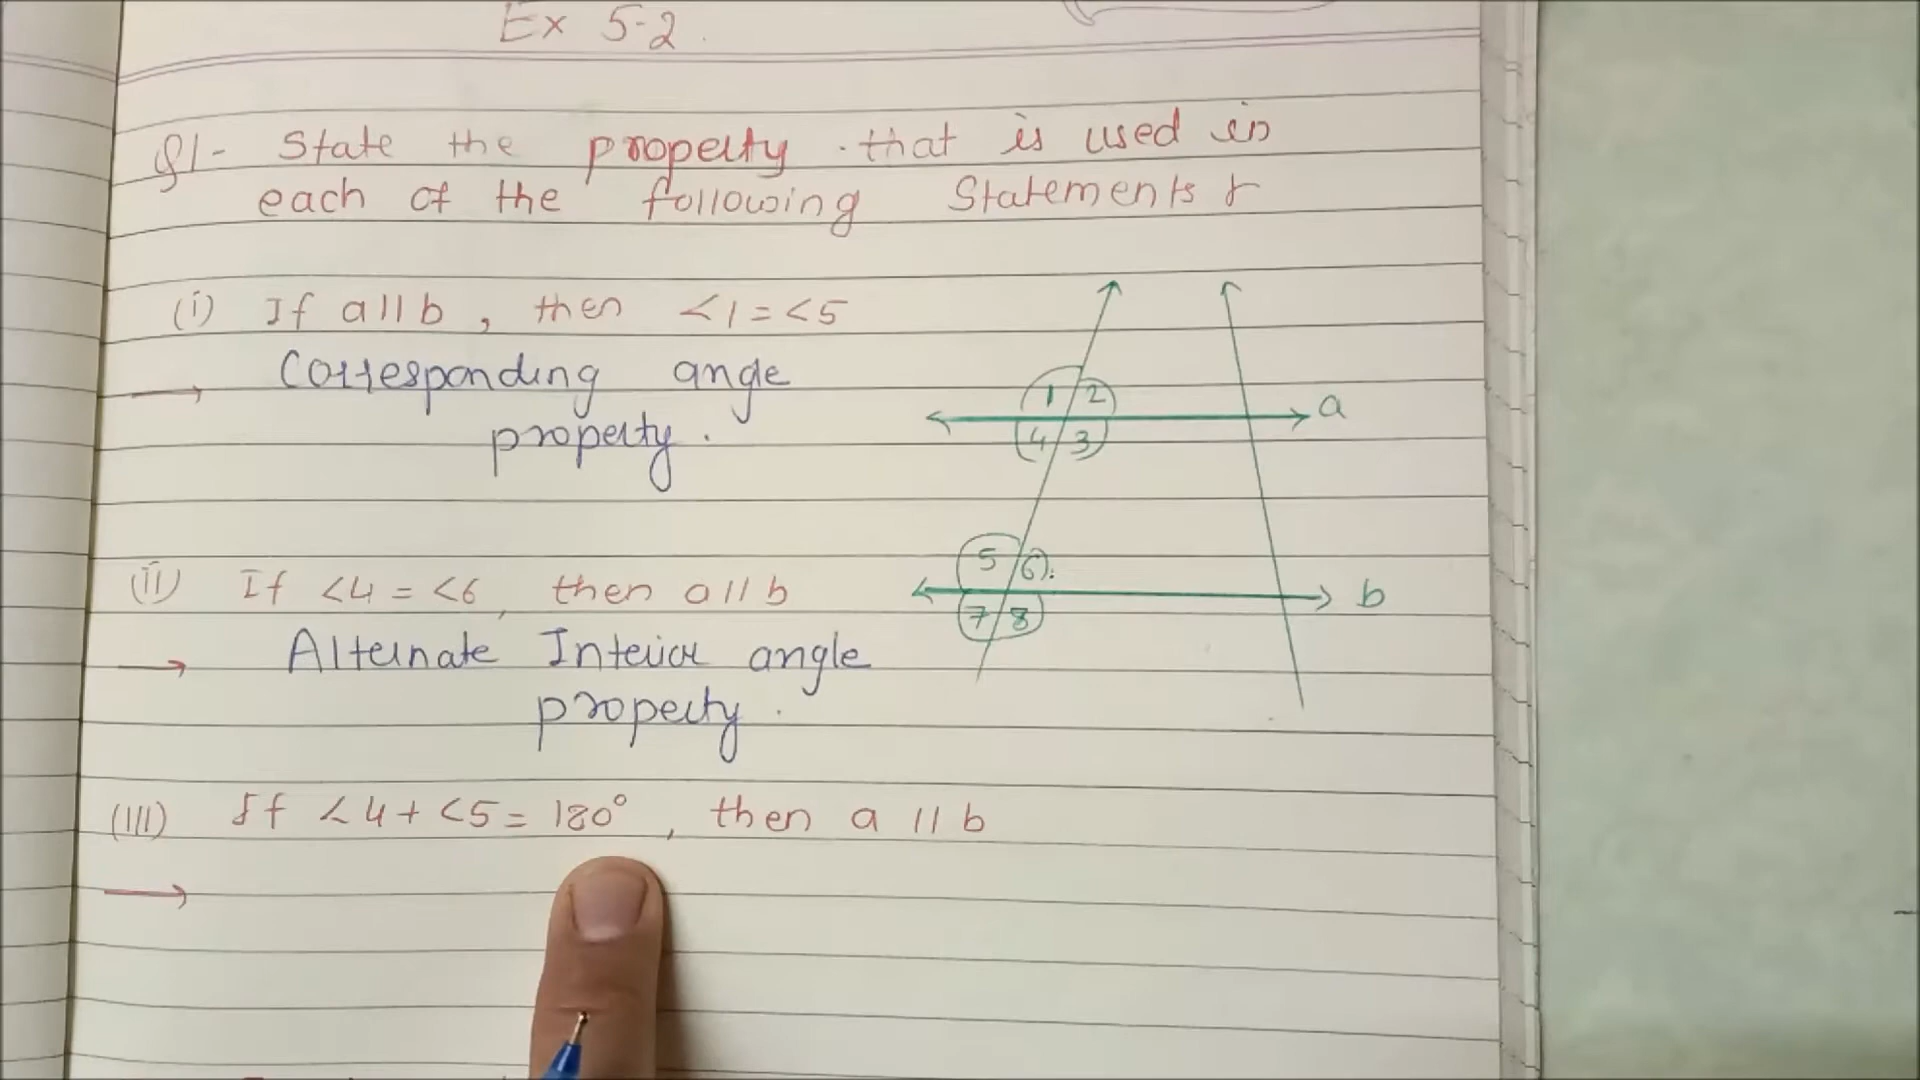 Ex 5.2.
Q1- State the property that is used in
each of the following Statements
(i) If a||b, then <1=<5
→ Corresponding angle
property.
(ii) If <4=<6, then a||b
→ Alternate Interior angle
property.
(iii) If <4+<5=180°, then a||b
→
1 2
a
4 3
5 6
b
7 8